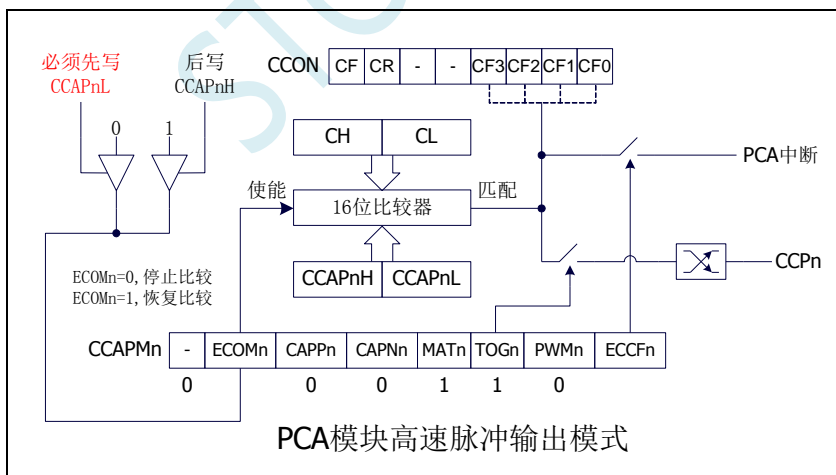 STC
必须先写
CCAPnL
后写
CCAPnH
CCON CF CR - - CF3 CF2 CF1 CF0
0 1
CH CL
PCA中断
使能
16位比较器
匹配
CCAPnH CCAPnL
CCPn
ECOMn=0,停止比较
ECOMn=1,恢复比较
CCAPMn - ECOMn CAPPn CAPNn MATn TOGn PWMn ECCFn
0 0 0 1 1 0
PCA模块高速脉冲输出模式